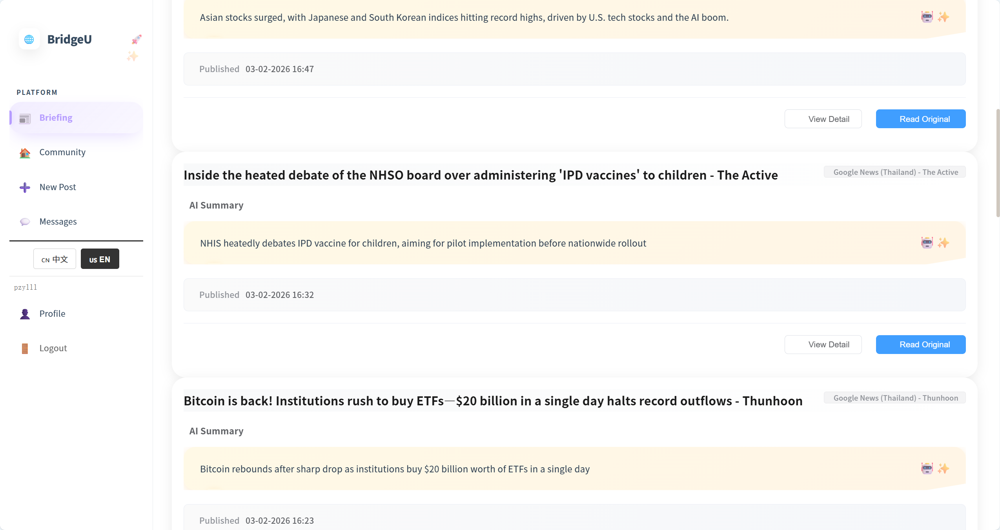 BridgeU
PLATFORM
Briefing
Community
New Post
Messages
CN 中文
US EN
pzylll
Profile
Logout
Asian stocks surged, with Japanese and South Korean indices hitting record highs, driven by U.S. tech stocks and the AI boom.
Published 03-02-2026 16:47
View Detail
Read Original
Inside the heated debate of the NHSO board over administering 'IPD vaccines' to children - The Active
Google News (Thailand) - The Active
AI Summary
NHIS heatedly debates IPD vaccine for children, aiming for pilot implementation before nationwide rollout
Published 03-02-2026 16:32
View Detail
Read Original
Bitcoin is back! Institutions rush to buy ETFs—$20 billion in a single day halts record outflows - Thunhoon
Google News (Thailand) - Thunhoon
AI Summary
Bitcoin rebounds after sharp drop as institutions buy $20 billion worth of ETFs in a single day
Published 03-02-2026 16:23